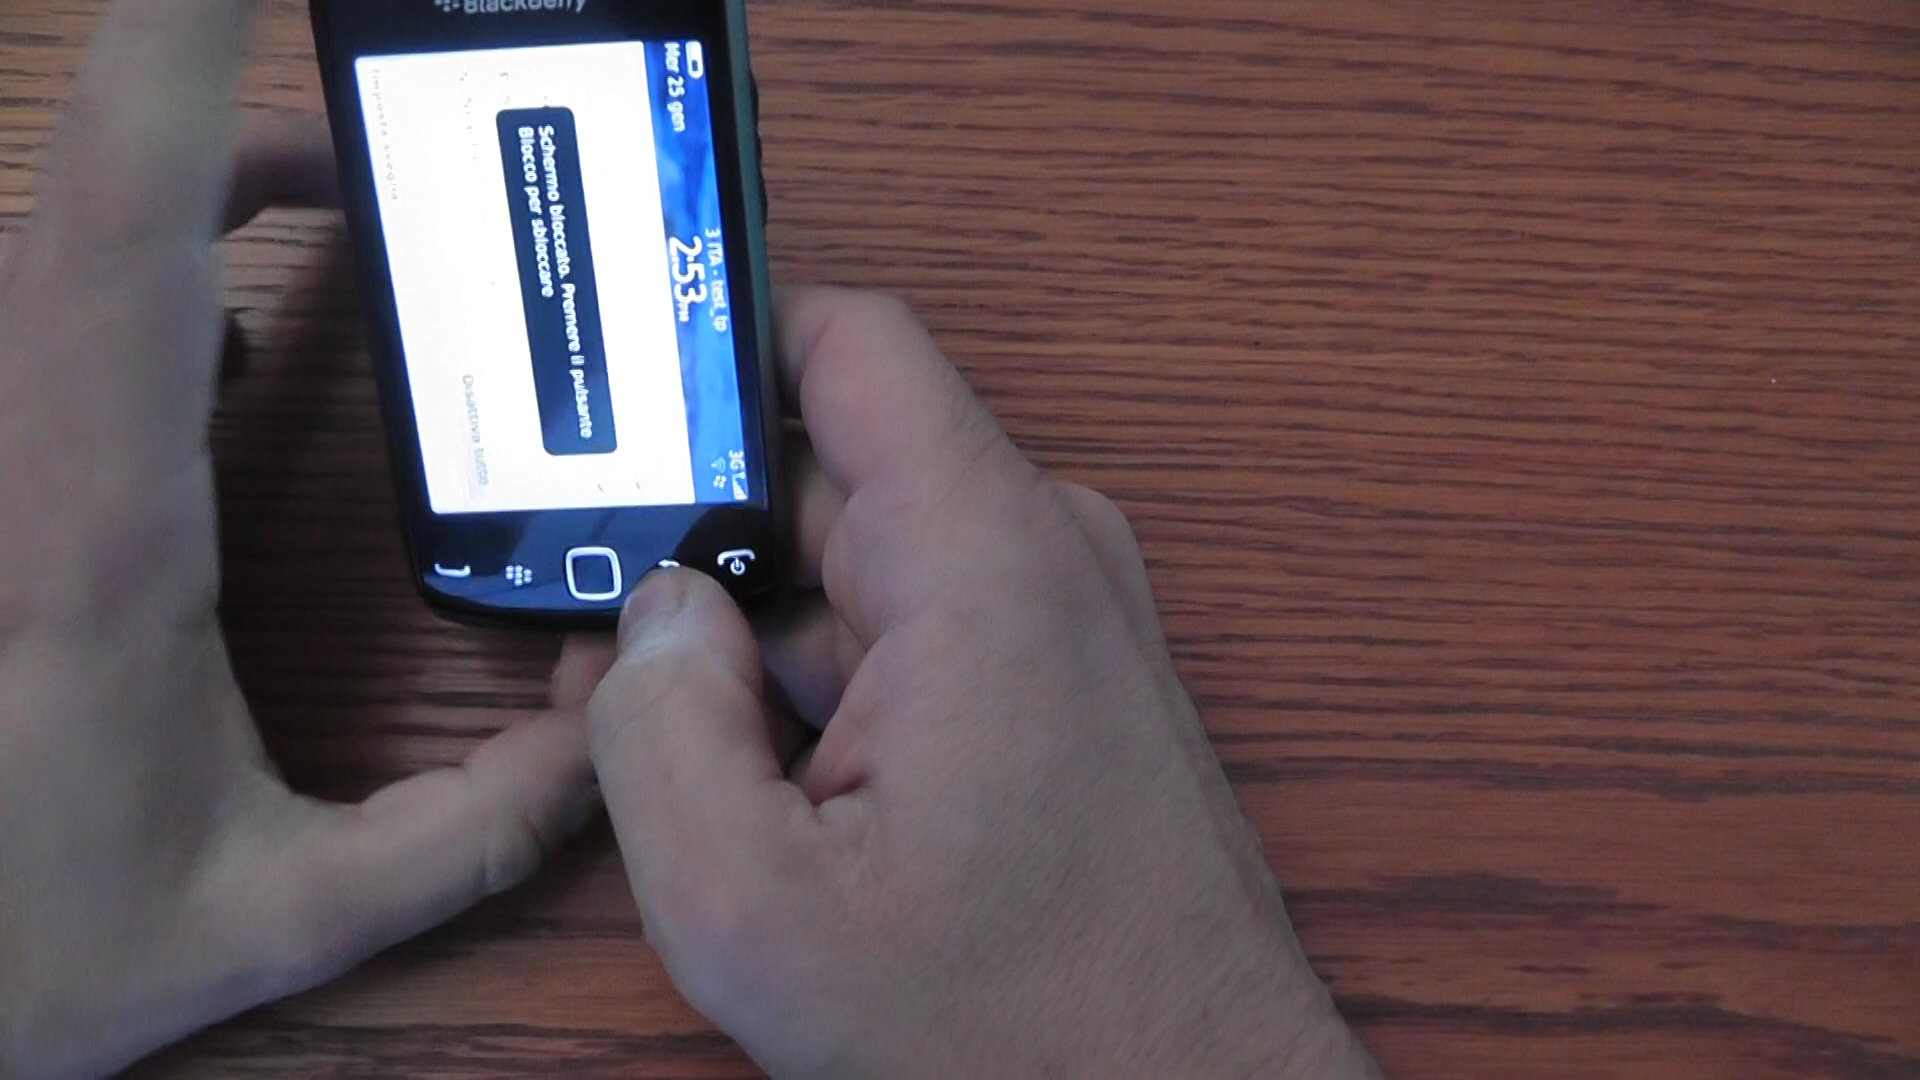 BlackBerry
3 ITA - test_tp
Mer 25 gen
2:53 PM
3G
Schermo bloccato. Premere il pulsante
Blocco per sbloccare
Disattiva tutto